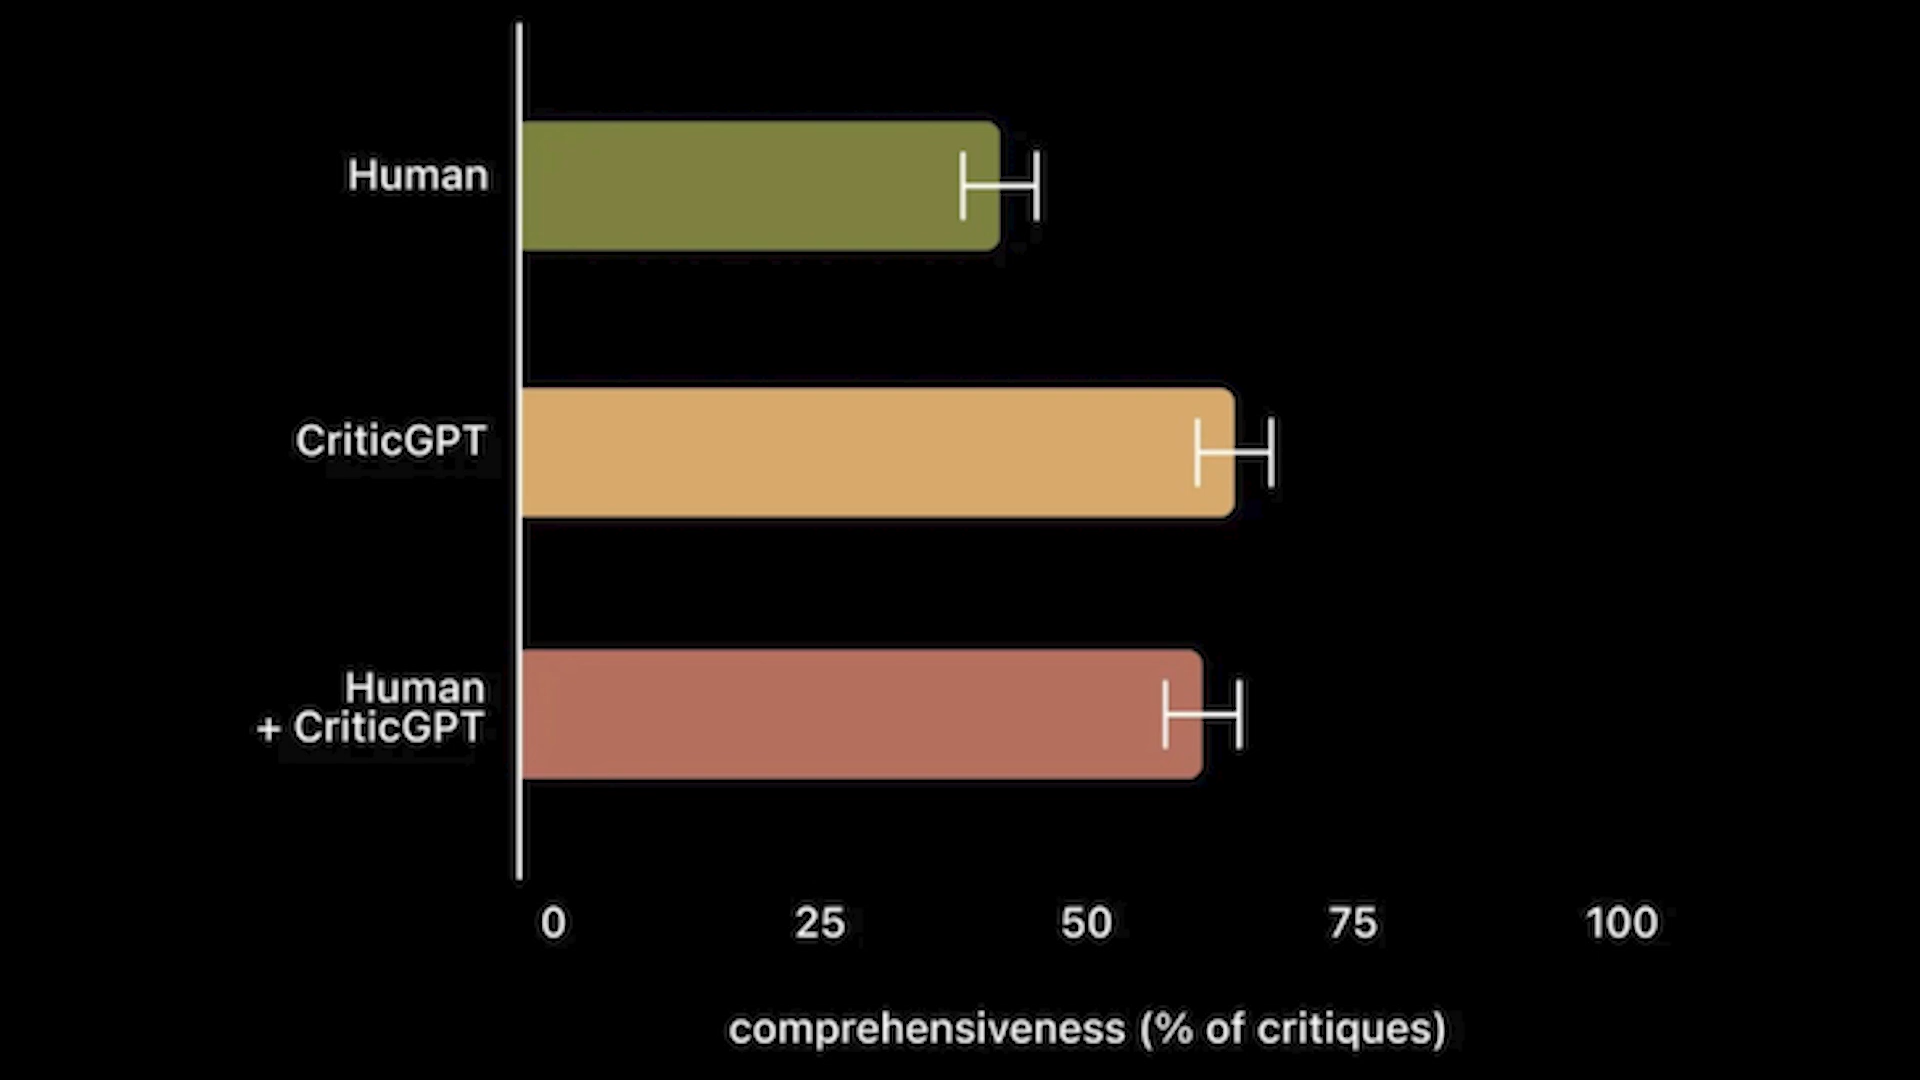 Human
CriticGPT
Human
+ CriticGPT
0 25 50 75 100
comprehensiveness (% of critiques)